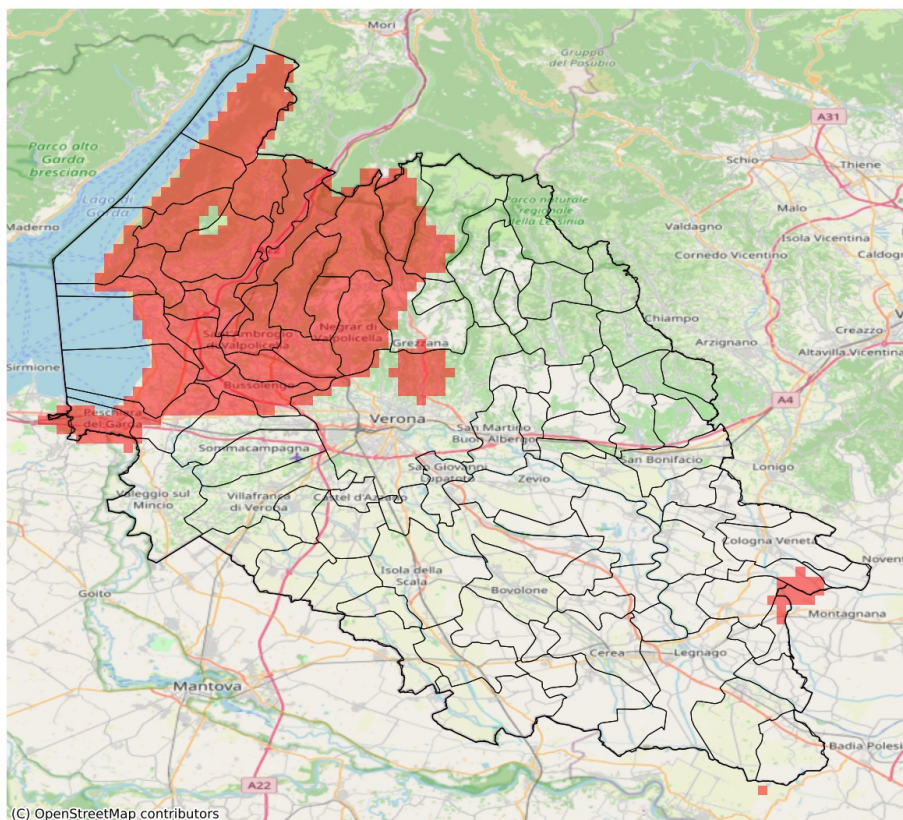 Mori
Gruppo
del Pasubio
A31
Parco alto
Garda
bresciano
Schio
Thiene
Lago di
Garda
Parco naturale
regionale
della Lessinia
Malo
Maderno
Valdagno
Isola Vicentina
Cornedo Vicentino
Caldogn
Chiampo
Creazzo
Arzignano
Altavilla Vicentina
Sant'Ambrogio
di Valpolicella
Negrar di
Valpolicella
Grezzana
Sirmione
Bussolengo
A4
Peschiera
del Garda
Verona
San Martino
Buon Albergo
Sommacampagna
San Bonifacio
Lonigo
San Giovanni
Lupatoto
Zevio
Valeggio sul
Mincio
Villafranca
di Verona
Castel d'Azzano
Cologna Veneta
Novent
Isola della
Scala
Goito
Bovolone
Montagnana
Cerea
Legnago
Mantova
Badia Polesi
A22
(C) OpenStreetMap contributors